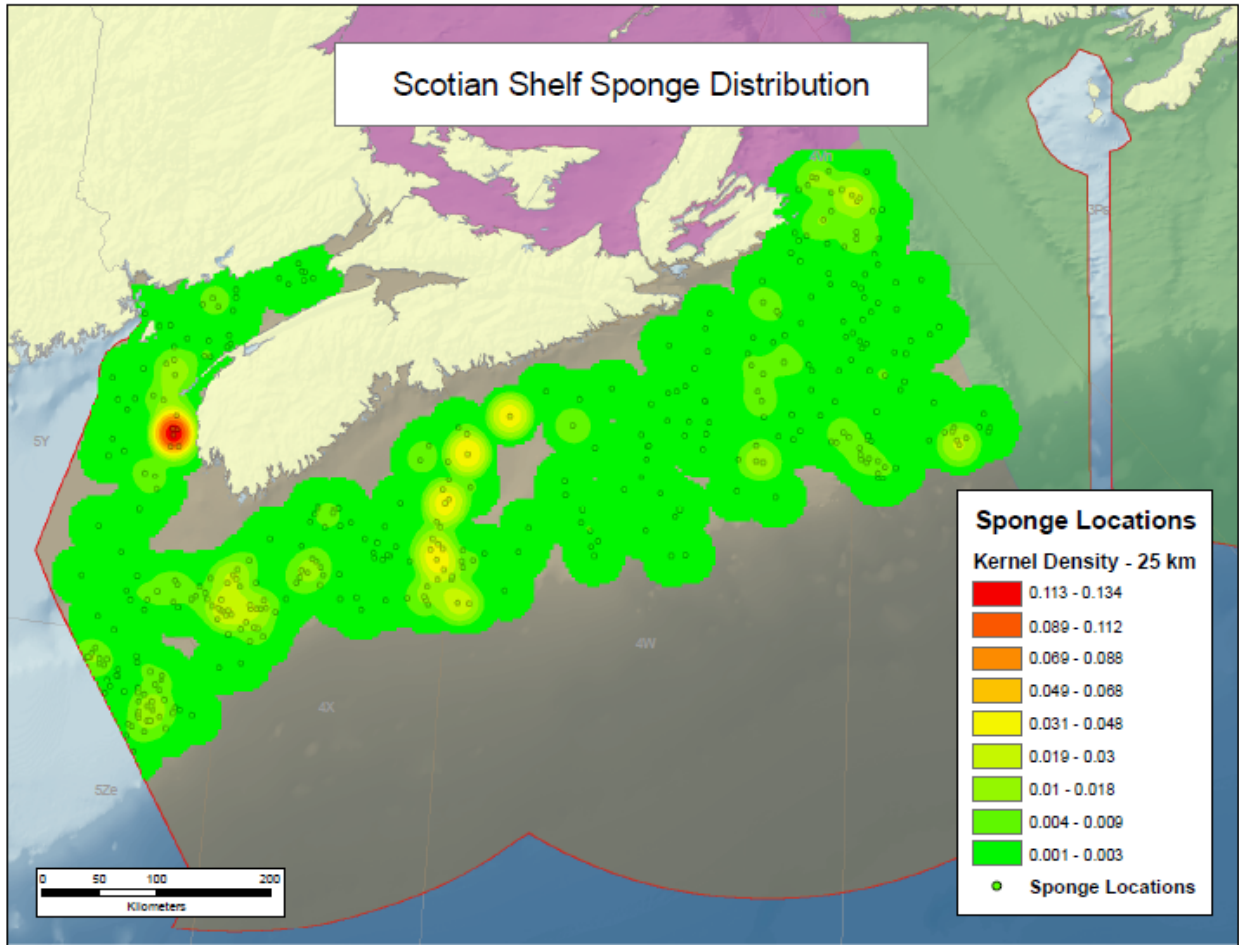 Scotian Shelf Sponge Distribution
4Vn
3Ps
5Y
4W
4X
5Ze
Sponge Locations
Kernel Density - 25 km
0.113 - 0.134
0.089 - 0.112
0.069 - 0.088
0.049 - 0.068
0.031 - 0.048
0.019 - 0.03
0.01 - 0.018
0.004 - 0.009
0.001 - 0.003
Sponge Locations
0 50 100 200
Kilometers